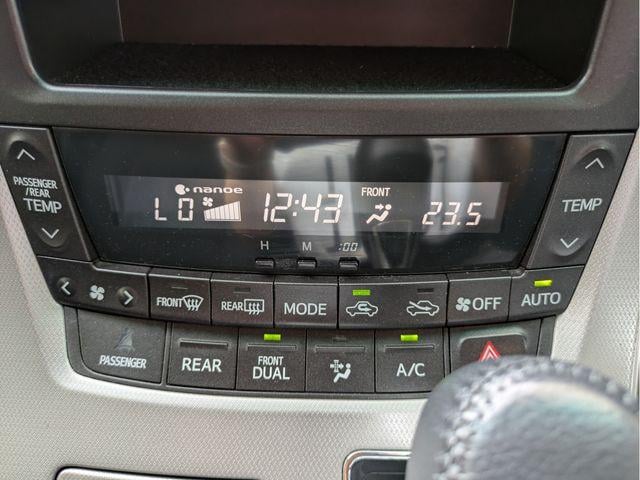 nanoe
FRONT
LO 12:43 23.5
PASSENGER
/REAR
TEMP
TEMP
H M :00
FRONT REAR MODE OFF AUTO
PASSENGER REAR FRONT
DUAL A/C